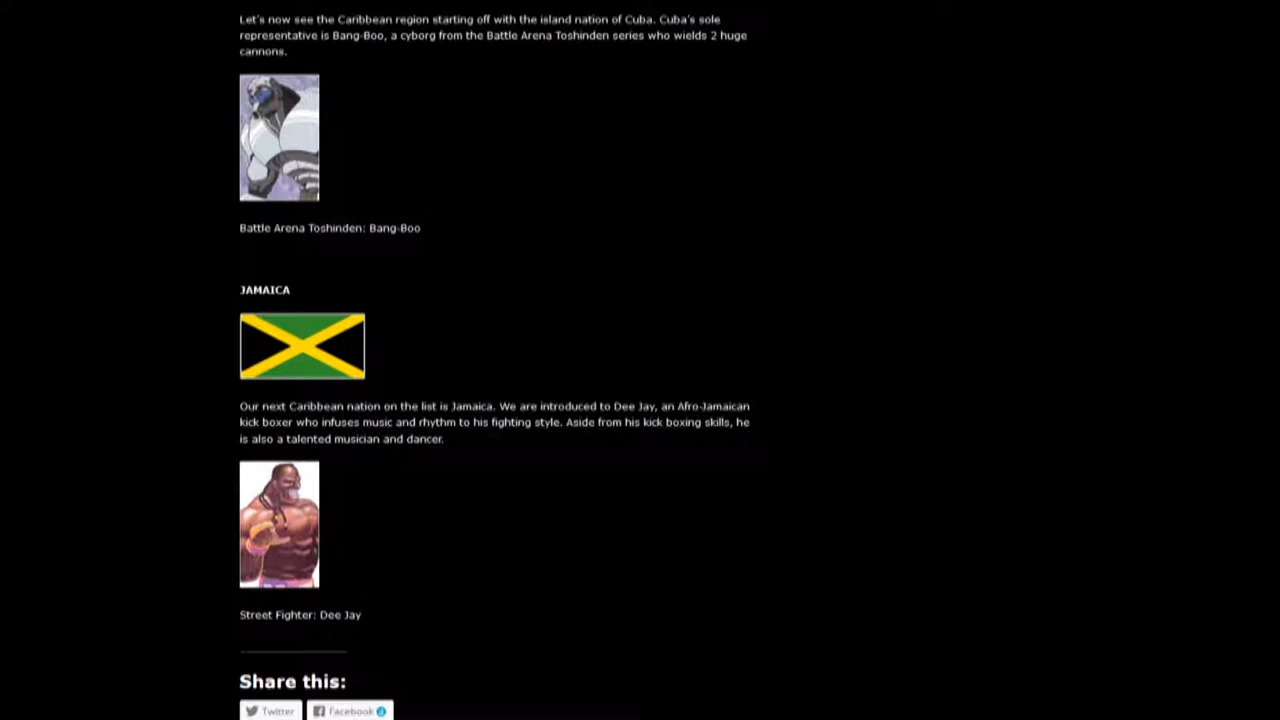 Let's now see the Caribbean region starting off with the island nation of Cuba. Cuba's sole
representative is Bang-Boo, a cyborg from the Battle Arena Toshinden series who wields 2 huge
cannons.
Battle Arena Toshinden: Bang-Boo
JAMAICA
Our next Caribbean nation on the list is Jamaica. We are introduced to Dee Jay, an Afro-Jamaican
kick boxer who infuses music and rhythm to his fighting style. Aside from his kick boxing skills, he
is also a talented musician and dancer.
Street Fighter: Dee Jay
Share this:
Twitter Facebook